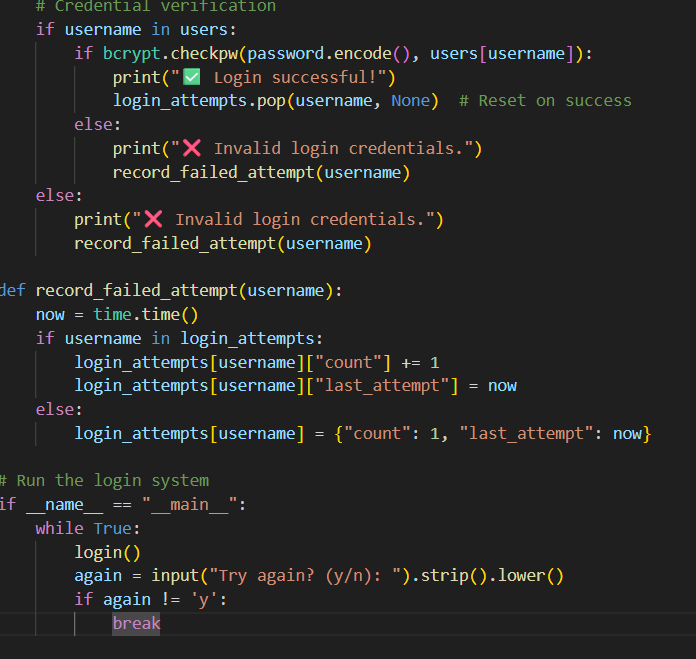 # Credential verification
if username in users:
if bcrypt.checkpw(password.encode(), users[username]):
print("✅ Login successful!")
login_attempts.pop(username, None)  # Reset on success
else:
print("❌ Invalid login credentials.")
record_failed_attempt(username)
else:
print("❌ Invalid login credentials.")
record_failed_attempt(username)
def record_failed_attempt(username):
now = time.time()
if username in login_attempts:
login_attempts[username]["count"] += 1
login_attempts[username]["last_attempt"] = now
else:
login_attempts[username] = {"count": 1, "last_attempt": now}
# Run the login system
if __name__ == "__main__":
while True:
login()
again = input("Try again? (y/n): ").strip().lower()
if again != 'y':
break